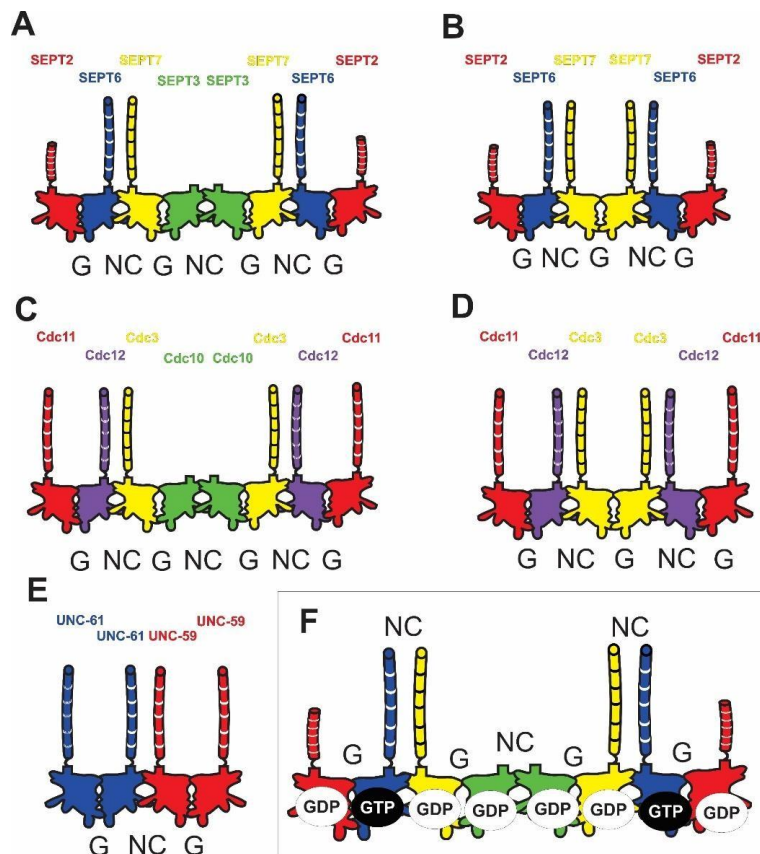 A
SEPT2 SEPT7 SEPT7 SEPT2
SEPT6 SEPT3 SEPT3 SEPT6
G NC G NC G NC G
B
SEPT2 SEPT7 SEPT7 SEPT2
SEPT6 SEPT6
G NC G NC G
C
Cdc11 Cdc3 Cdc3 Cdc11
Cdc12 Cdc10 Cdc10 Cdc12
G NC G NC G NC G
D
Cdc11 Cdc3 Cdc3 Cdc11
Cdc12 Cdc12
G NC G NC G
E
UNC-61 UNC-59
UNC-61 UNC-59
G NC G
F
NC NC
G G NC G G
GDP GTP GDP GDP GDP GDP GTP GDP